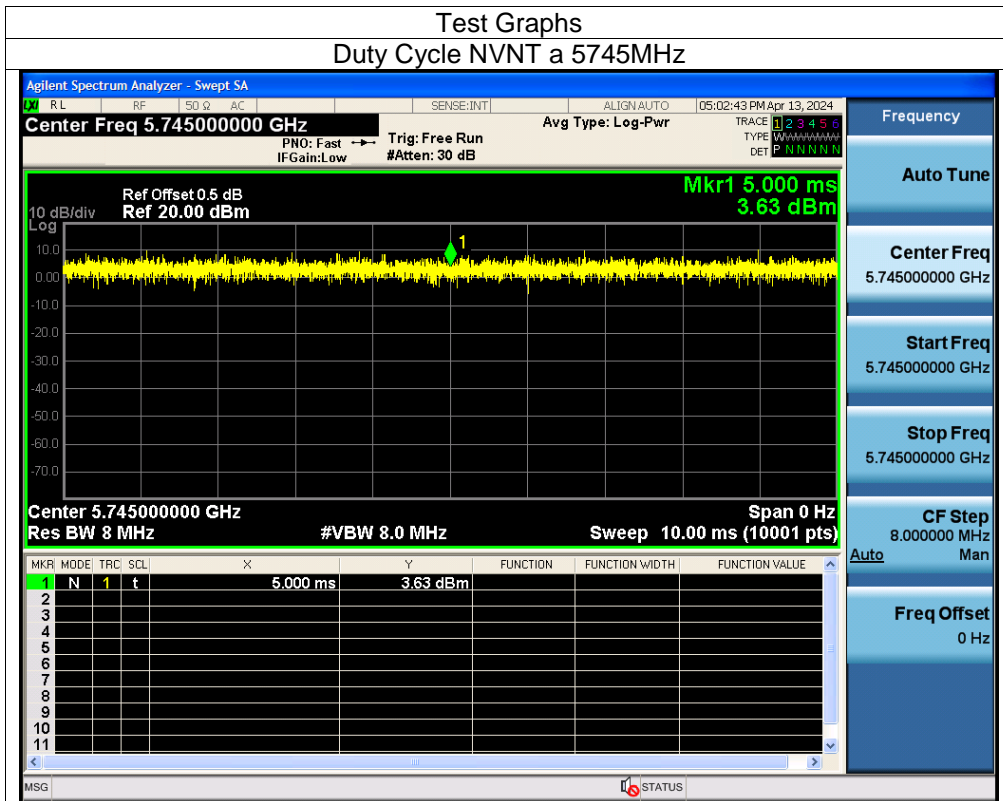 Test Graphs
Duty Cycle NVNT a 5745MHz
Agilent Spectrum Analyzer - Swept SA
LXI RL RF 50 Ω AC SENSE:INT ALIGN AUTO 05:02:43 PM Apr 13, 2024
Center Freq 5.745000000 GHz
PNO: Fast
IFGain:Low
Trig: Free Run
#Atten: 30 dB
Avg Type: Log-Pwr
TRACE 1 2 3 4 5 6
TYPE WWWWWW
DET P N N N N N
Mkr1 5.000 ms
3.63 dBm
Ref Offset 0.5 dB
10 dB/div Ref 20.00 dBm
Log
1
10.0
0.00
-10.0
-20.0
-30.0
-40.0
-50.0
-60.0
-70.0
Center 5.745000000 GHz Span 0 Hz
Res BW 8 MHz #VBW 8.0 MHz Sweep 10.00 ms (10001 pts)
MKR MODE TRC SCL X Y FUNCTION FUNCTION WIDTH FUNCTION VALUE
1 N 1 t 5.000 ms 3.63 dBm
2
3
4
5
6
7
8
9
10
11
MSG STATUS
Frequency
Auto Tune
Center Freq
5.745000000 GHz
Start Freq
5.745000000 GHz
Stop Freq
5.745000000 GHz
CF Step
8.000000 MHz
Auto Man
Freq Offset
0 Hz